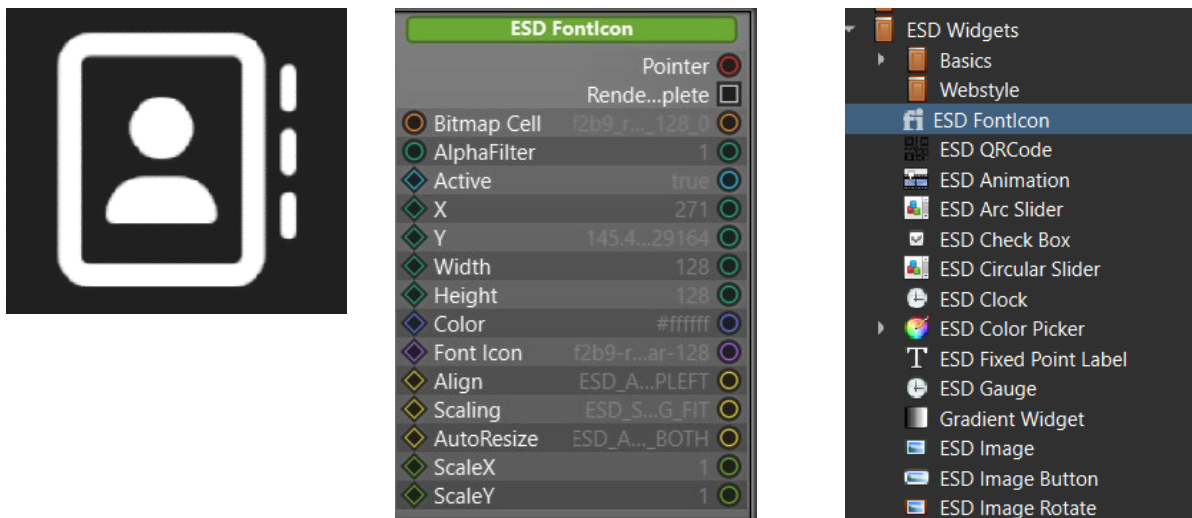 ESD FontIcon
Pointer
Rende...plete
Bitmap Cell f2b9_r..._128_0
AlphaFilter 1
Active true
X 271
Y 145.4...29164
Width 128
Height 128
Color #ffffff
Font Icon f2b9-r...ar-128
Align ESD_A...PLEFT
Scaling ESD_S...G_FIT
AutoResize ESD_A..._BOTH
ScaleX 1
ScaleY 1
ESD Widgets
Basics
Webstyle
fi ESD FontIcon
ESD QRCode
ESD Animation
ESD Arc Slider
ESD Check Box
ESD Circular Slider
ESD Clock
ESD Color Picker
T ESD Fixed Point Label
ESD Gauge
Gradient Widget
ESD Image
ESD Image Button
ESD Image Rotate